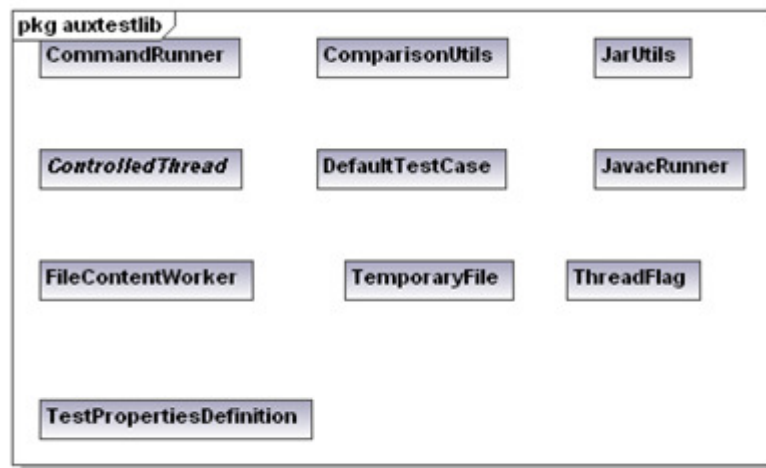 pkg auxtestlib
CommandRunner
ComparisonUtils
JarUtils
ControlledThread
DefaultTestCase
JavacRunner
FileContentWorker
TemporaryFile
ThreadFlag
TestPropertiesDefinition